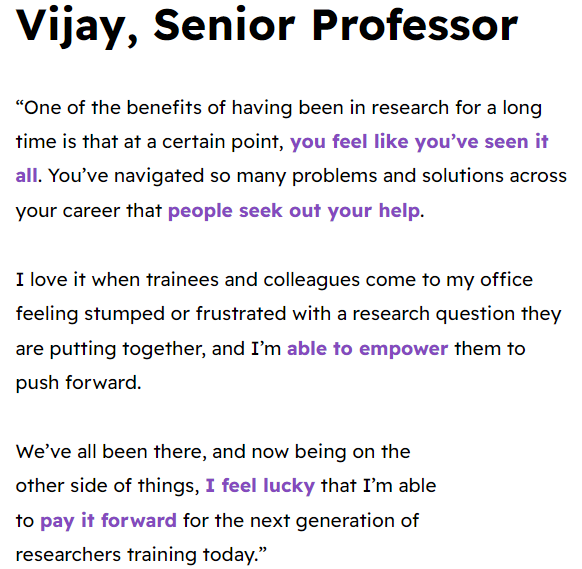 Vijay, Senior Professor
“One of the benefits of having been in research for a long
time is that at a certain point, you feel like you’ve seen it
all. You’ve navigated so many problems and solutions across
your career that people seek out your help.
I love it when trainees and colleagues come to my office
feeling stumped or frustrated with a research question they
are putting together, and I’m able to empower them to
push forward.
We’ve all been there, and now being on the
other side of things, I feel lucky that I’m able
to pay it forward for the next generation of
researchers training today.”